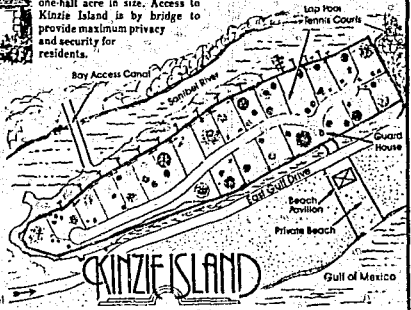 one-half acre in size. Access to
Kinzie Island is by bridge to
provide maximum privacy
and security for
residents.
Lap Pool
Tennis Courts
Bay Access Canal
Sanibel River
Guard
House
East Gulf Drive
Beach
Pavilion
Private Beach
KINZIE ISLAND
Gulf of Mexico